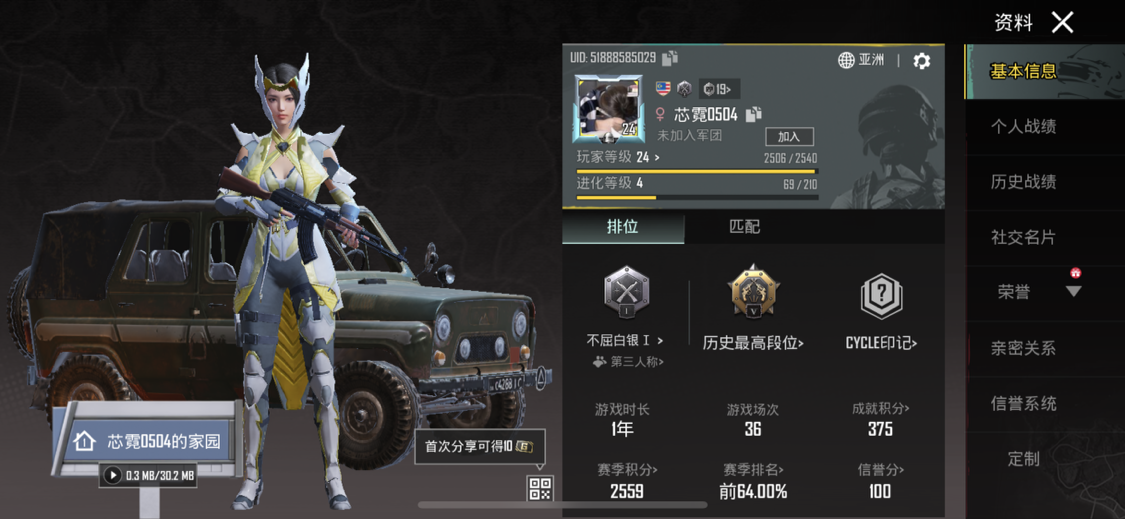 资料
UID: 51888585029
亚洲
19>
芯霓0504
24
未加入军团
加入
玩家等级 24 >
2506 / 2540
进化等级 4
69 / 210
排位
匹配
I
V
?
不屈白银 I >
历史最高段位>
CYCLE印记>
第三人称>
游戏时长
游戏场次
成就积分>
1年
36
375
赛季积分>
赛季排名>
信誉分>
2559
前64.00%
100
基本信息
个人战绩
历史战绩
社交名片
荣誉
亲密关系
信誉系统
定制
芯霓0504的家园
0.3 MB/30.2 MB
首次分享可得10